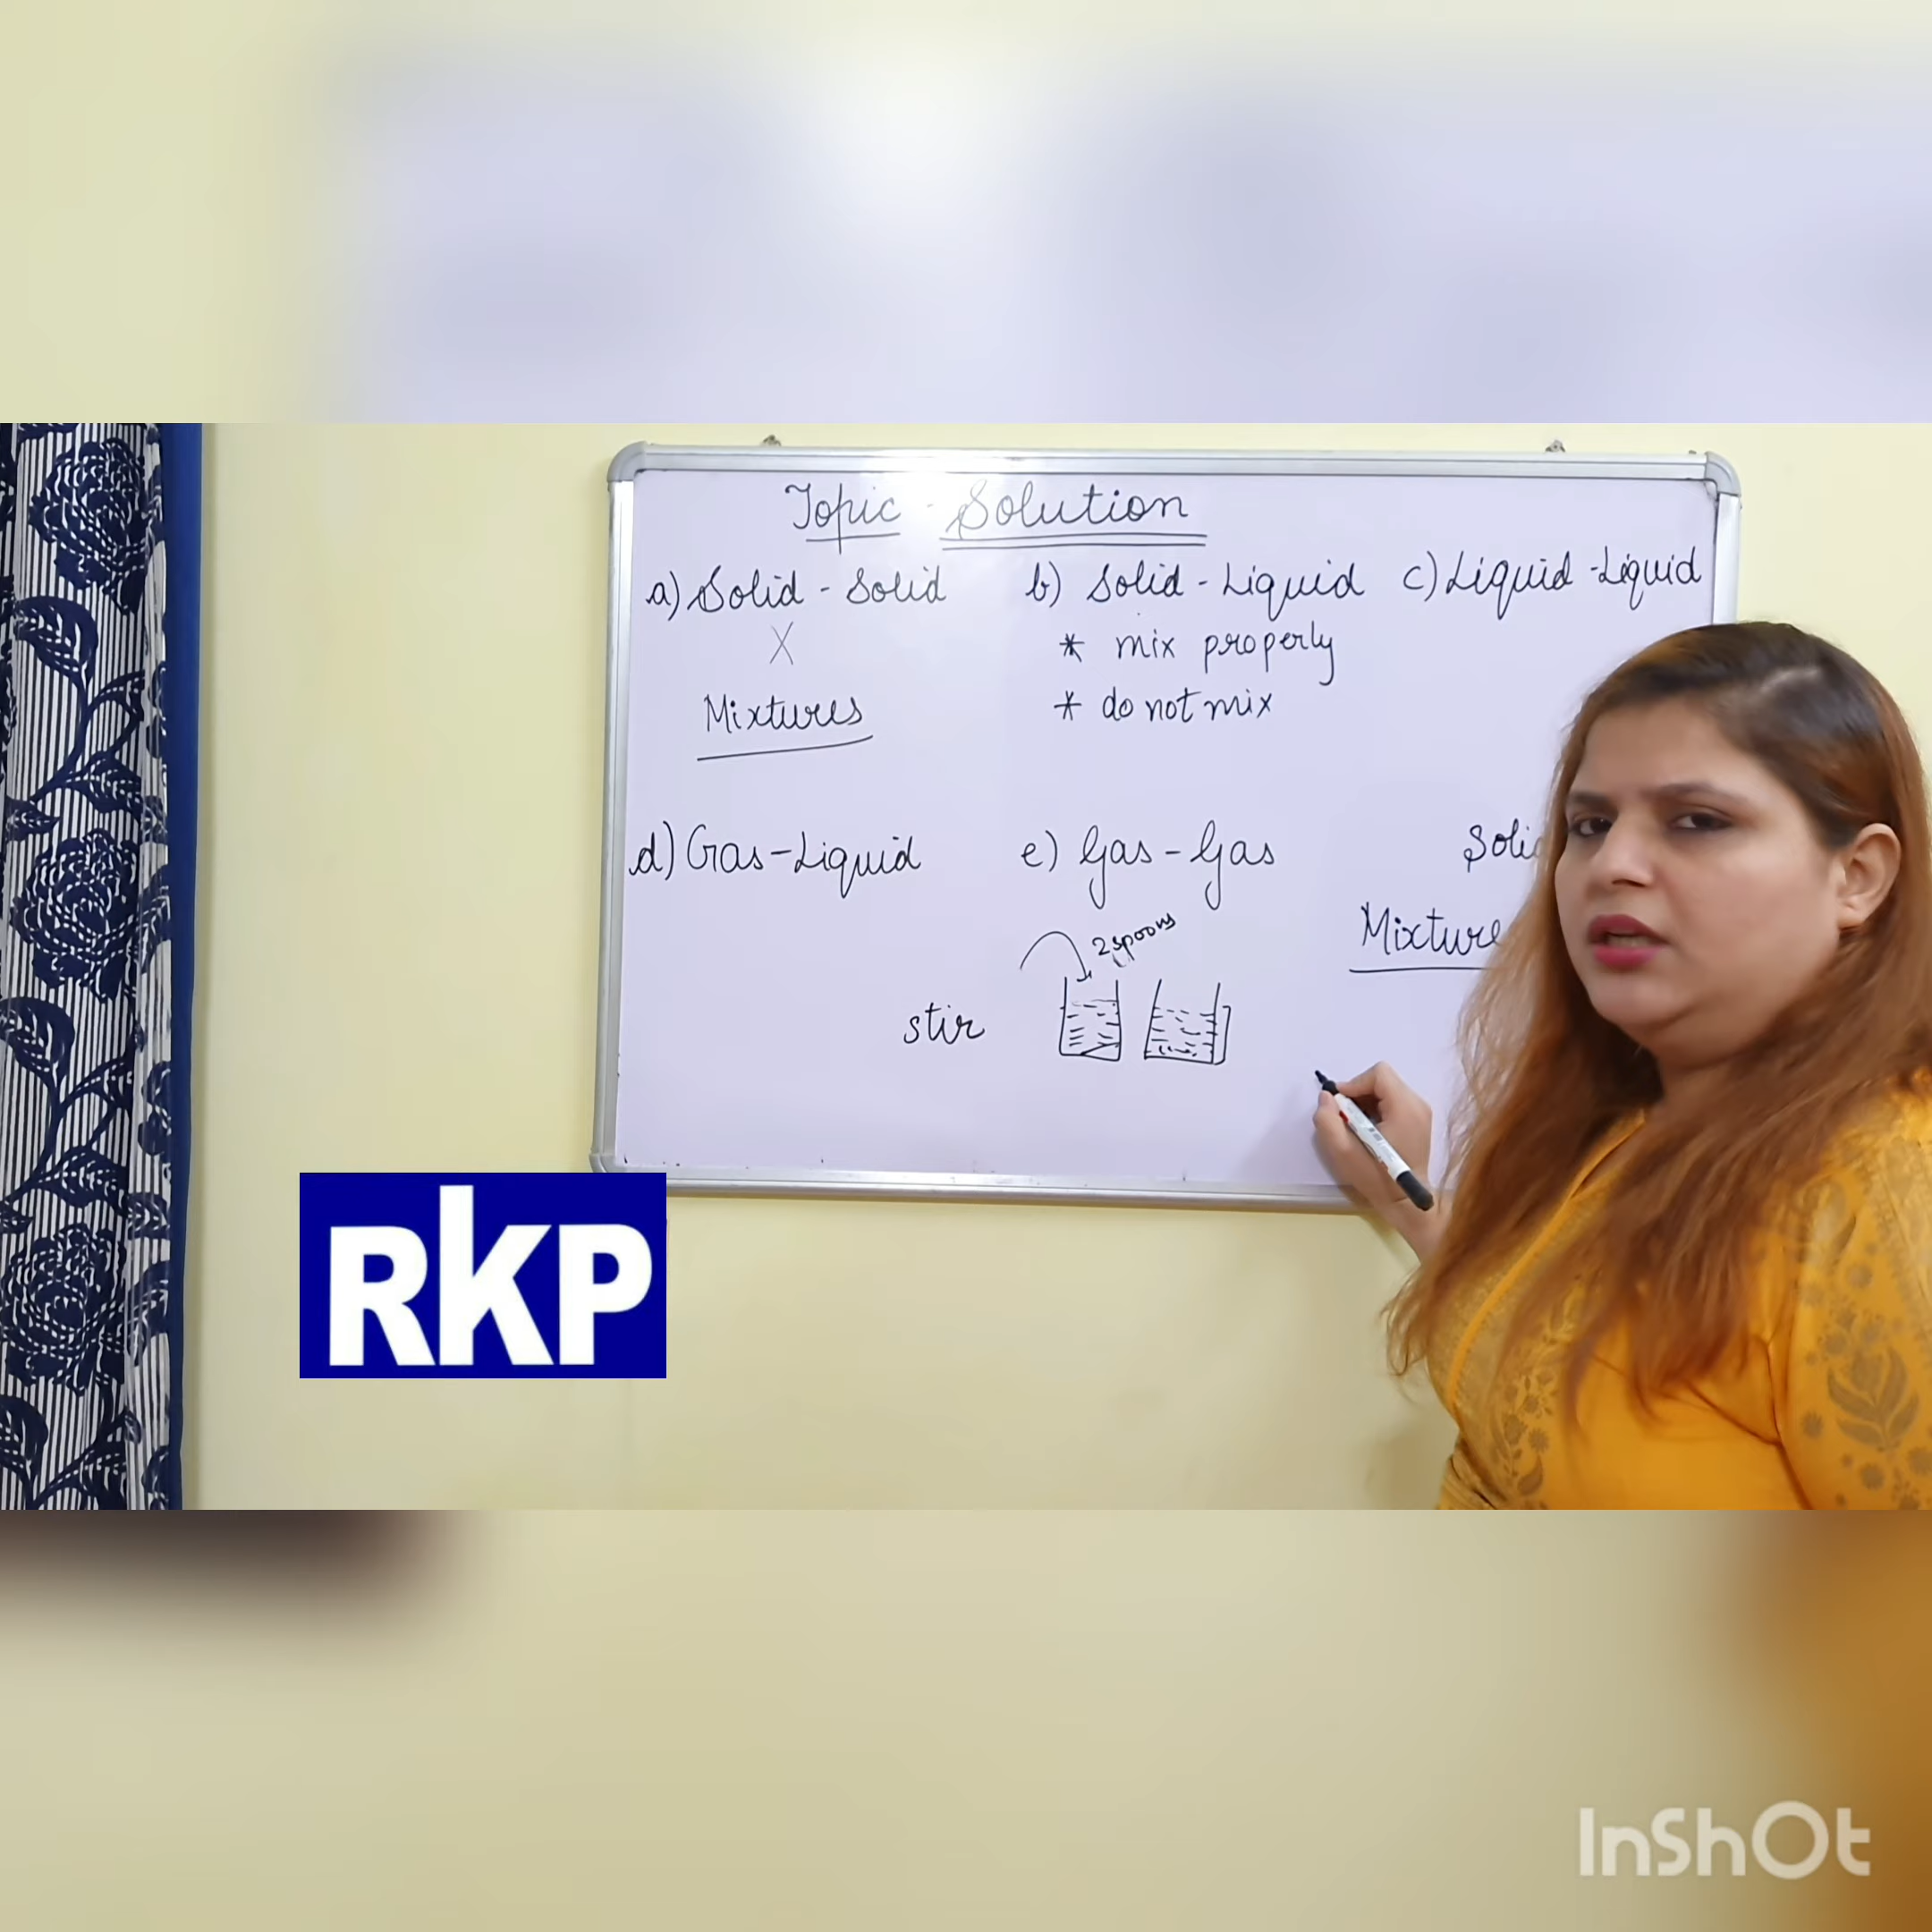 Topic - Solution
a) Solid - Solid
b) Solid - Liquid
c) Liquid - Liquid
X
* mix properly
Mixtures
* do not mix
d) Gas - Liquid
e) Gas - Gas
Mixture
2 spoons
stir
RKP
InShOt